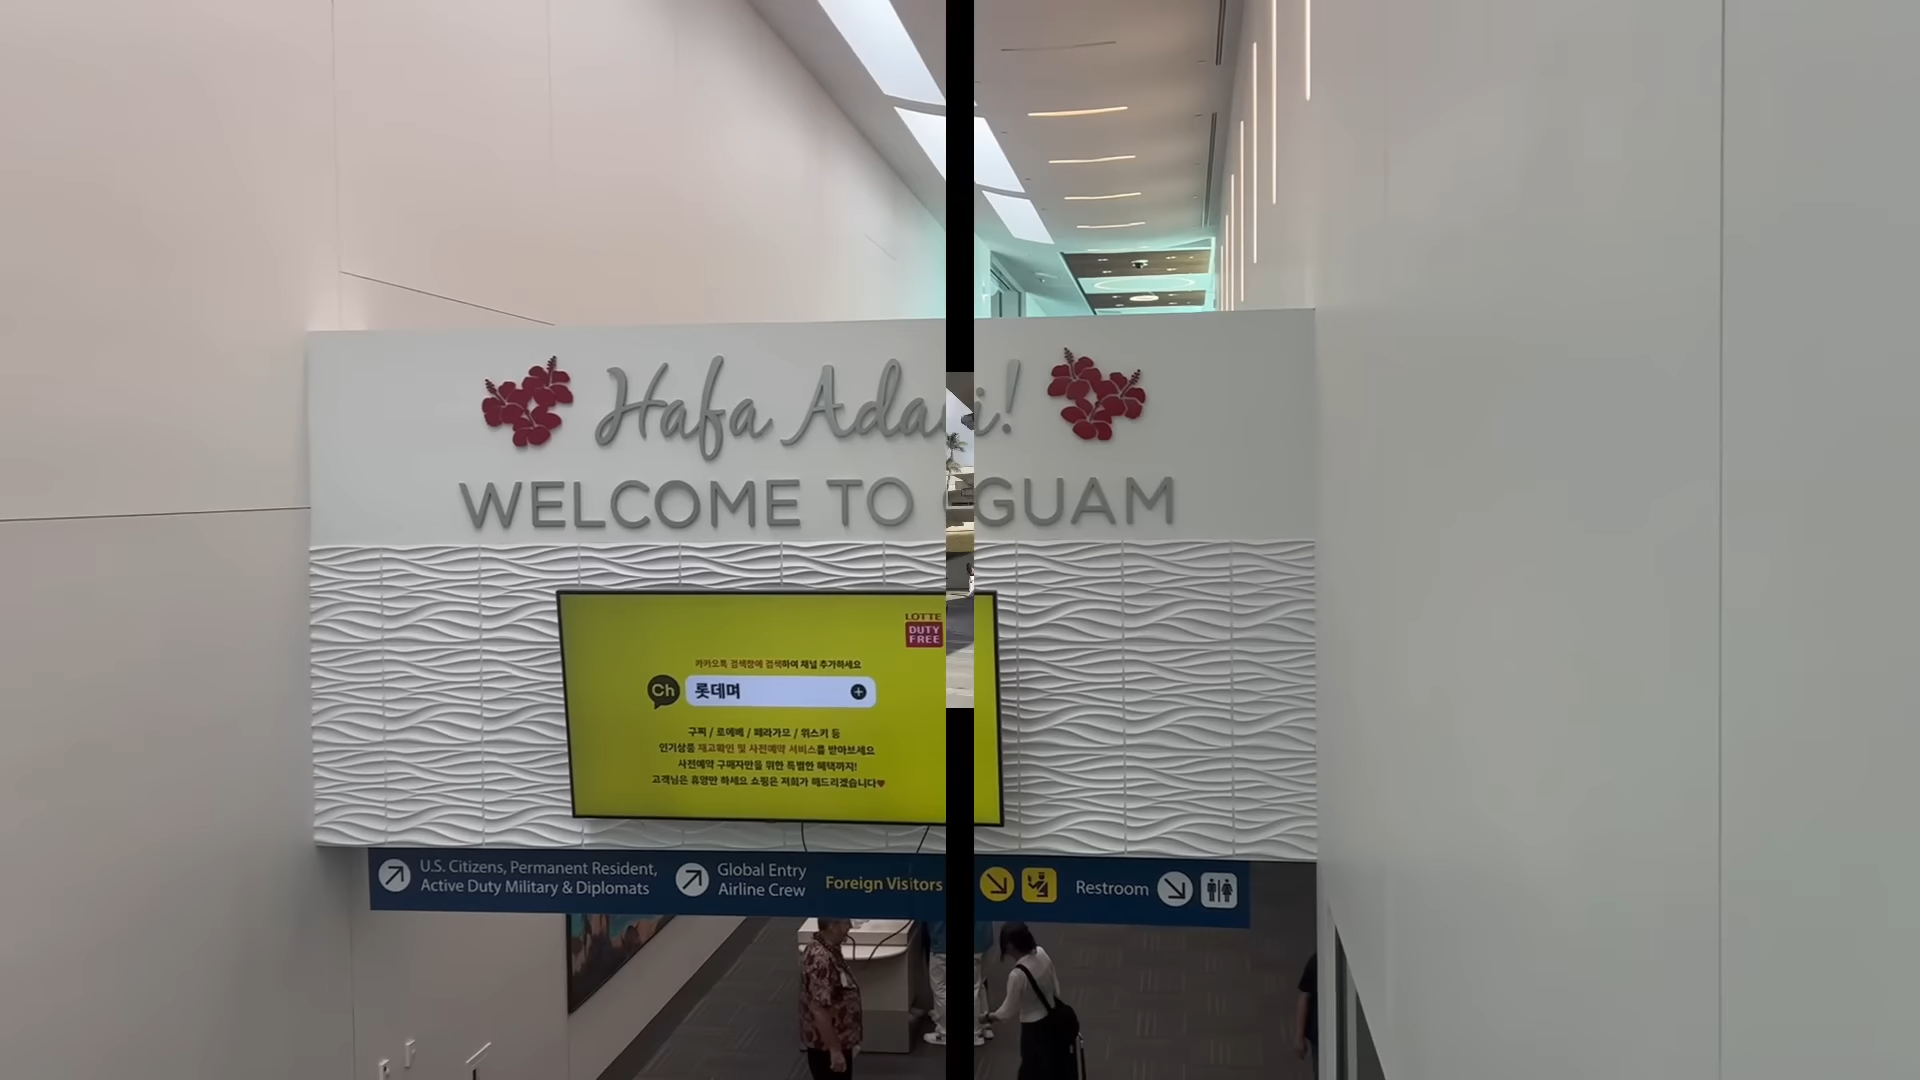 Hafa Adai!
WELCOME TO GUAM
LOTTE
DUTY
FREE
카카오톡 검색창에 검색하여 채널 추가하세요
Ch 롯데며
구찌 / 로에베 / 페라가모 / 위스키 등
인기상품 재고확인 및 사전예약 서비스를 받아보세요
사전예약 구매자만을 위한 특별한 혜택까지!
고객님은 휴양만 하세요 쇼핑은 저희가 해드리겠습니다♥
U.S. Citizens, Permanent Resident,
Active Duty Military & Diplomats
Global Entry
Airline Crew
Foreign Visitors
Restroom